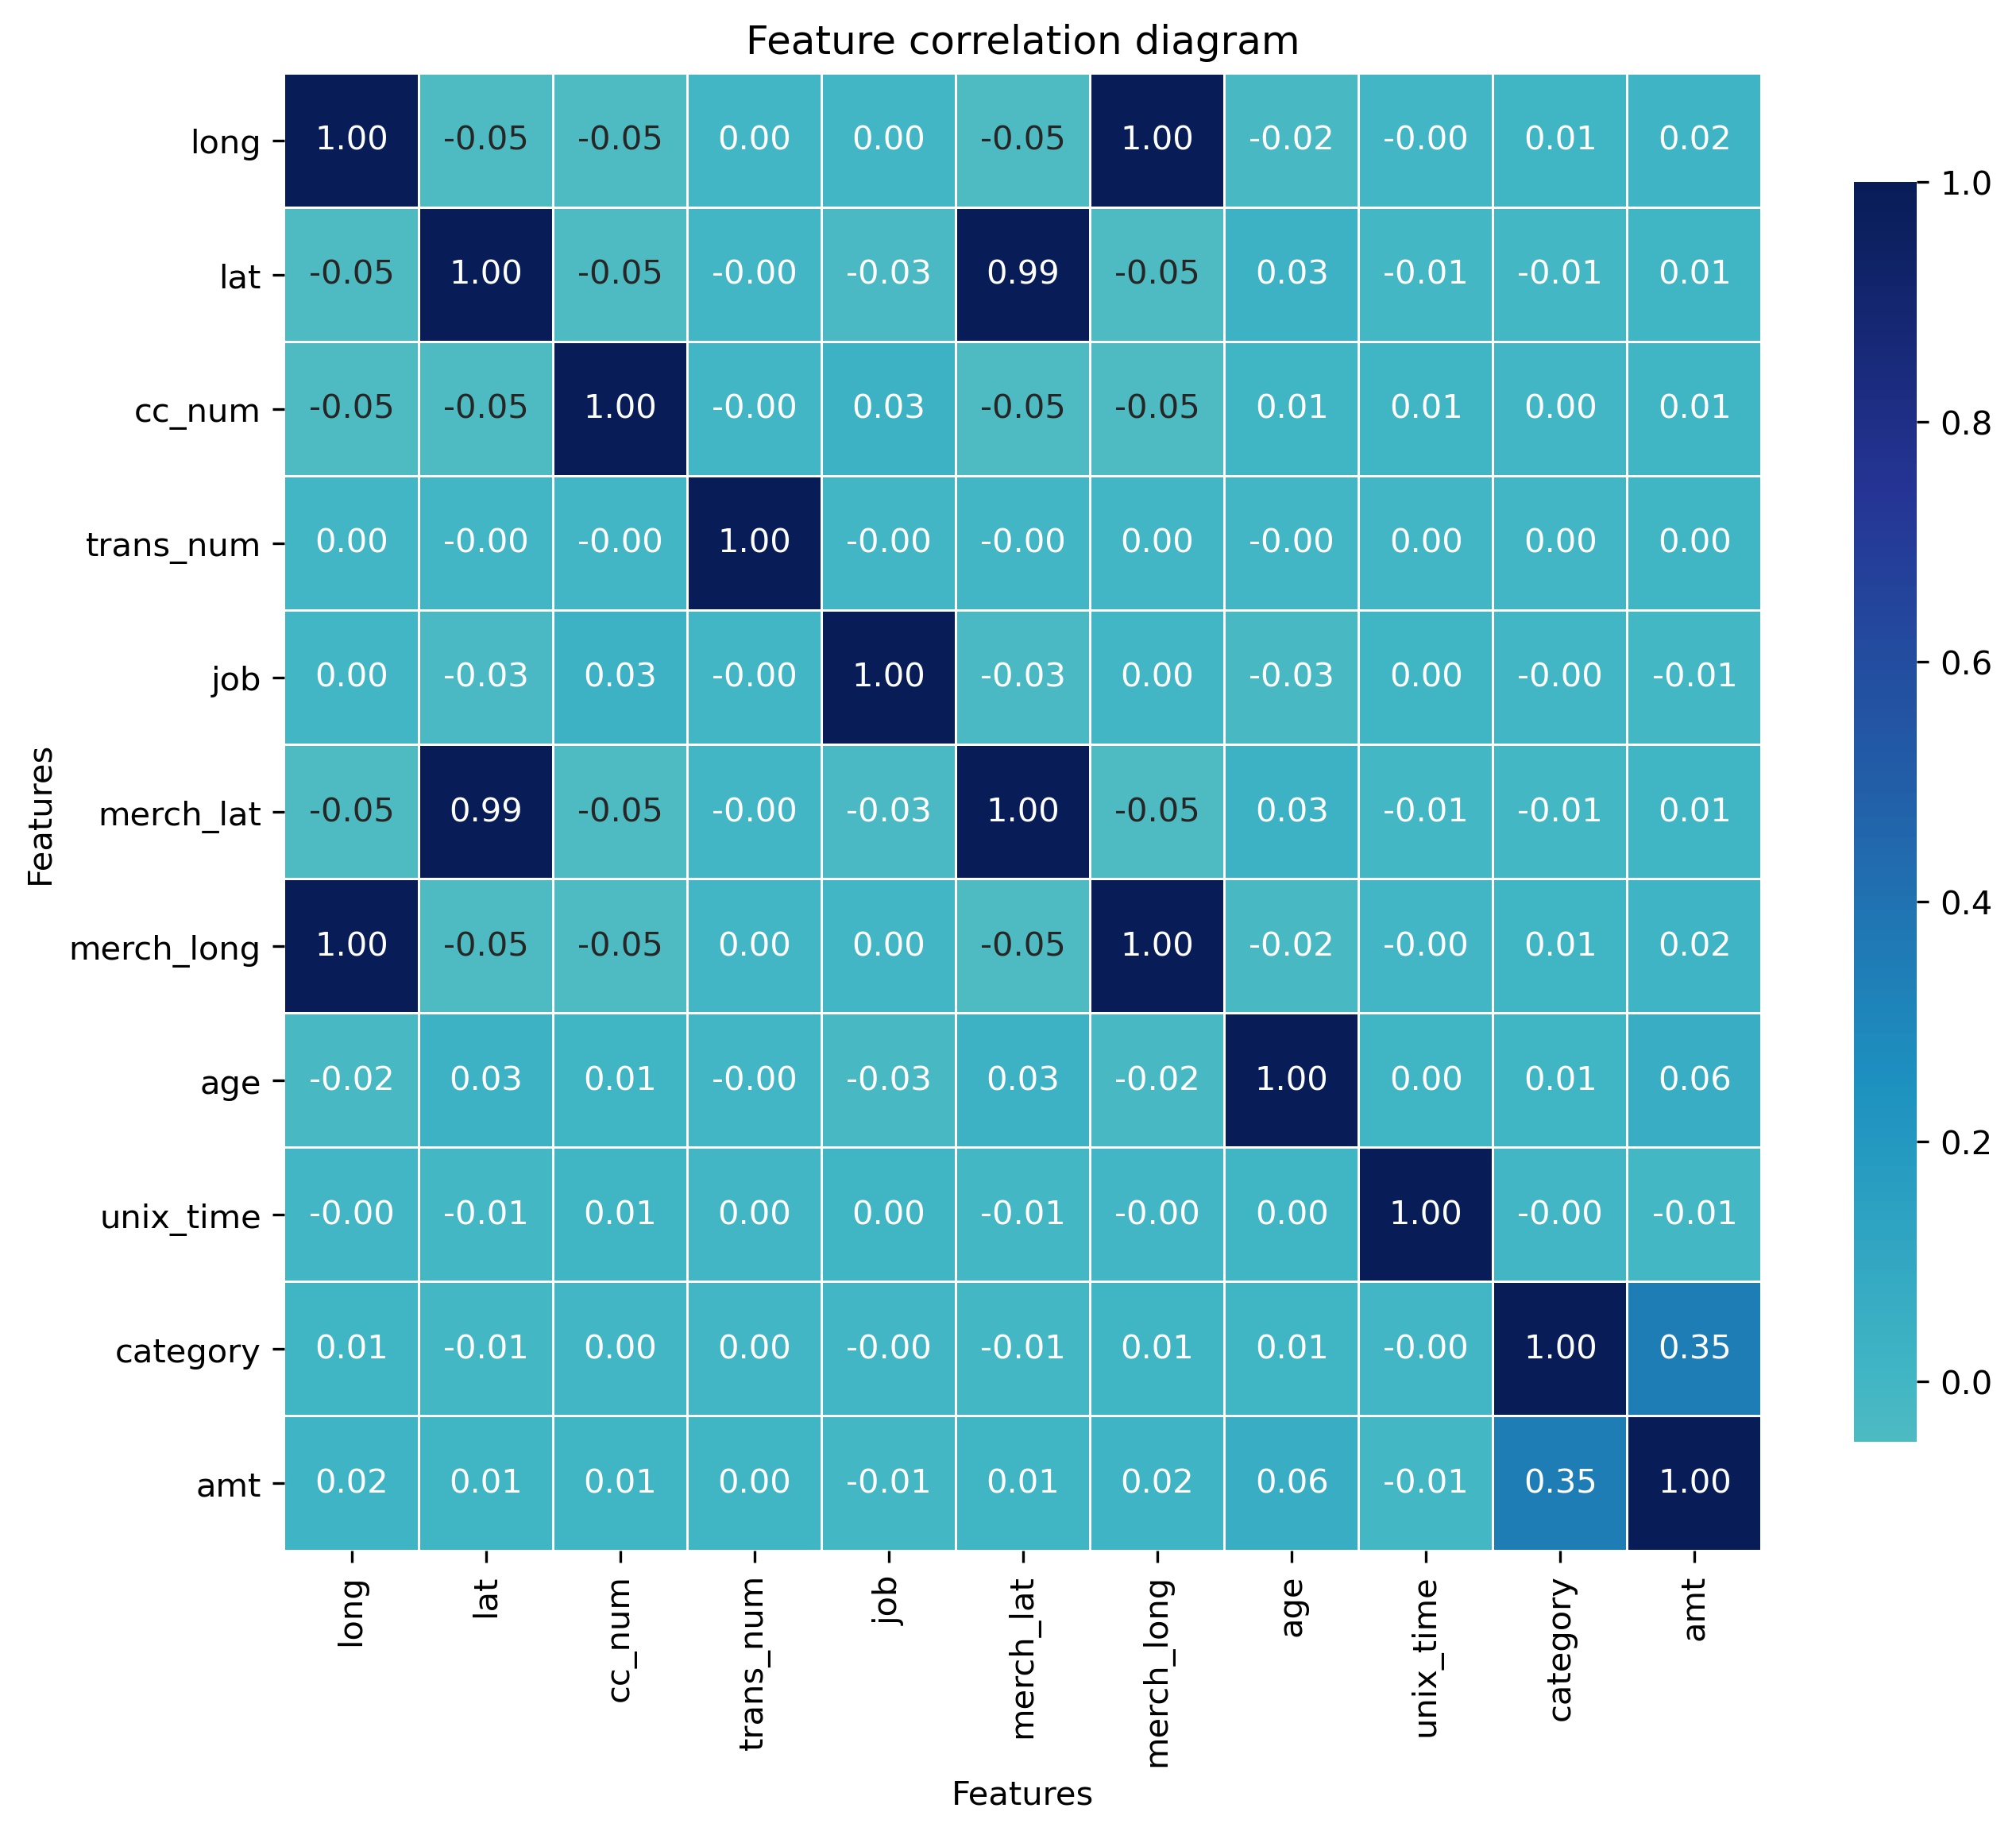 Feature correlation diagram
long 1.00 -0.05 -0.05 0.00 0.00 -0.05 1.00 -0.02 -0.00 0.01 0.02
lat -0.05 1.00 -0.05 -0.00 -0.03 0.99 -0.05 0.03 -0.01 -0.01 0.01
cc_num -0.05 -0.05 1.00 -0.00 0.03 -0.05 -0.05 0.01 0.01 0.00 0.01
trans_num 0.00 -0.00 -0.00 1.00 -0.00 -0.00 0.00 -0.00 0.00 0.00 0.00
job 0.00 -0.03 0.03 -0.00 1.00 -0.03 0.00 -0.03 0.00 -0.00 -0.01
merch_lat -0.05 0.99 -0.05 -0.00 -0.03 1.00 -0.05 0.03 -0.01 -0.01 0.01
merch_long 1.00 -0.05 -0.05 0.00 0.00 -0.05 1.00 -0.02 -0.00 0.01 0.02
age -0.02 0.03 0.01 -0.00 -0.03 0.03 -0.02 1.00 0.00 0.01 0.06
unix_time -0.00 -0.01 0.01 0.00 0.00 -0.01 -0.00 0.00 1.00 -0.00 -0.01
category 0.01 -0.01 0.00 0.00 -0.00 -0.01 0.01 0.01 -0.00 1.00 0.35
amt 0.02 0.01 0.01 0.00 -0.01 0.01 0.02 0.06 -0.01 0.35 1.00
long lat cc_num trans_num job merch_lat merch_long age unix_time category amt
Features
Features
1.0
0.8
0.6
0.4
0.2
0.0